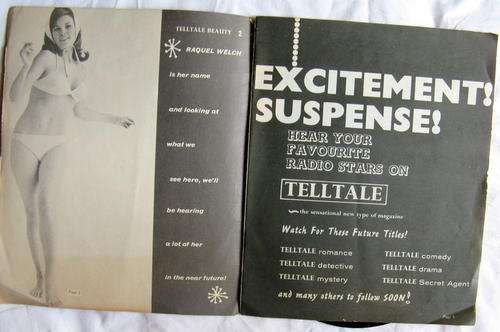 TELLTALE BEAUTY 2
RAQUEL WELCH
is her name
and looking at
what we
see here, we'll
be hearing
a lot of her
in the near future!
Page 2
EXCITEMENT!
SUSPENSE!
HEAR YOUR
FAVOURITE
RADIO STARS ON
TELLTALE
the sensational new type of magazine
Watch For These Future Titles!
TELLTALE romance
TELLTALE detective
TELLTALE mystery
TELLTALE comedy
TELLTALE drama
TELLTALE Secret Agent
and many others to follow SOON!